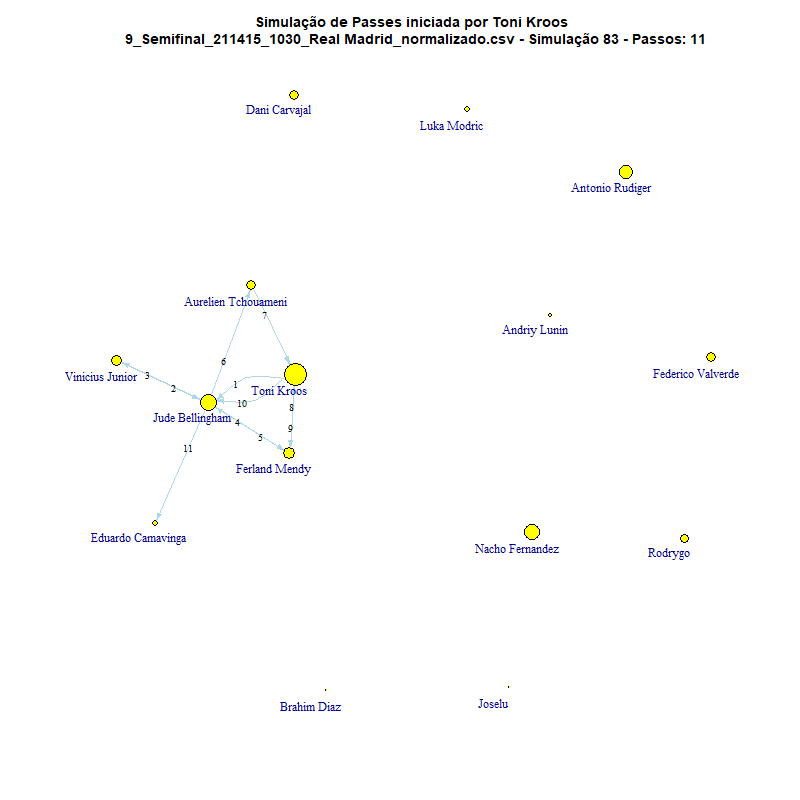 Simulação de Passes iniciada por Toni Kroos
9_Semifinal_211415_1030_Real Madrid_normalizado.csv - Simulação 83 - Passos: 11
Dani Carvajal
Luka Modric
Antonio Rudiger
Aurelien Tchouameni
7
Andriy Lunin
6
Vinicius Junior
3
Federico Valverde
2
1
Toni Kroos
10
8
Jude Bellingham
4
9
5
11
Ferland Mendy
Eduardo Camavinga
Nacho Fernandez
Rodrygo
Brahim Diaz
Joselu